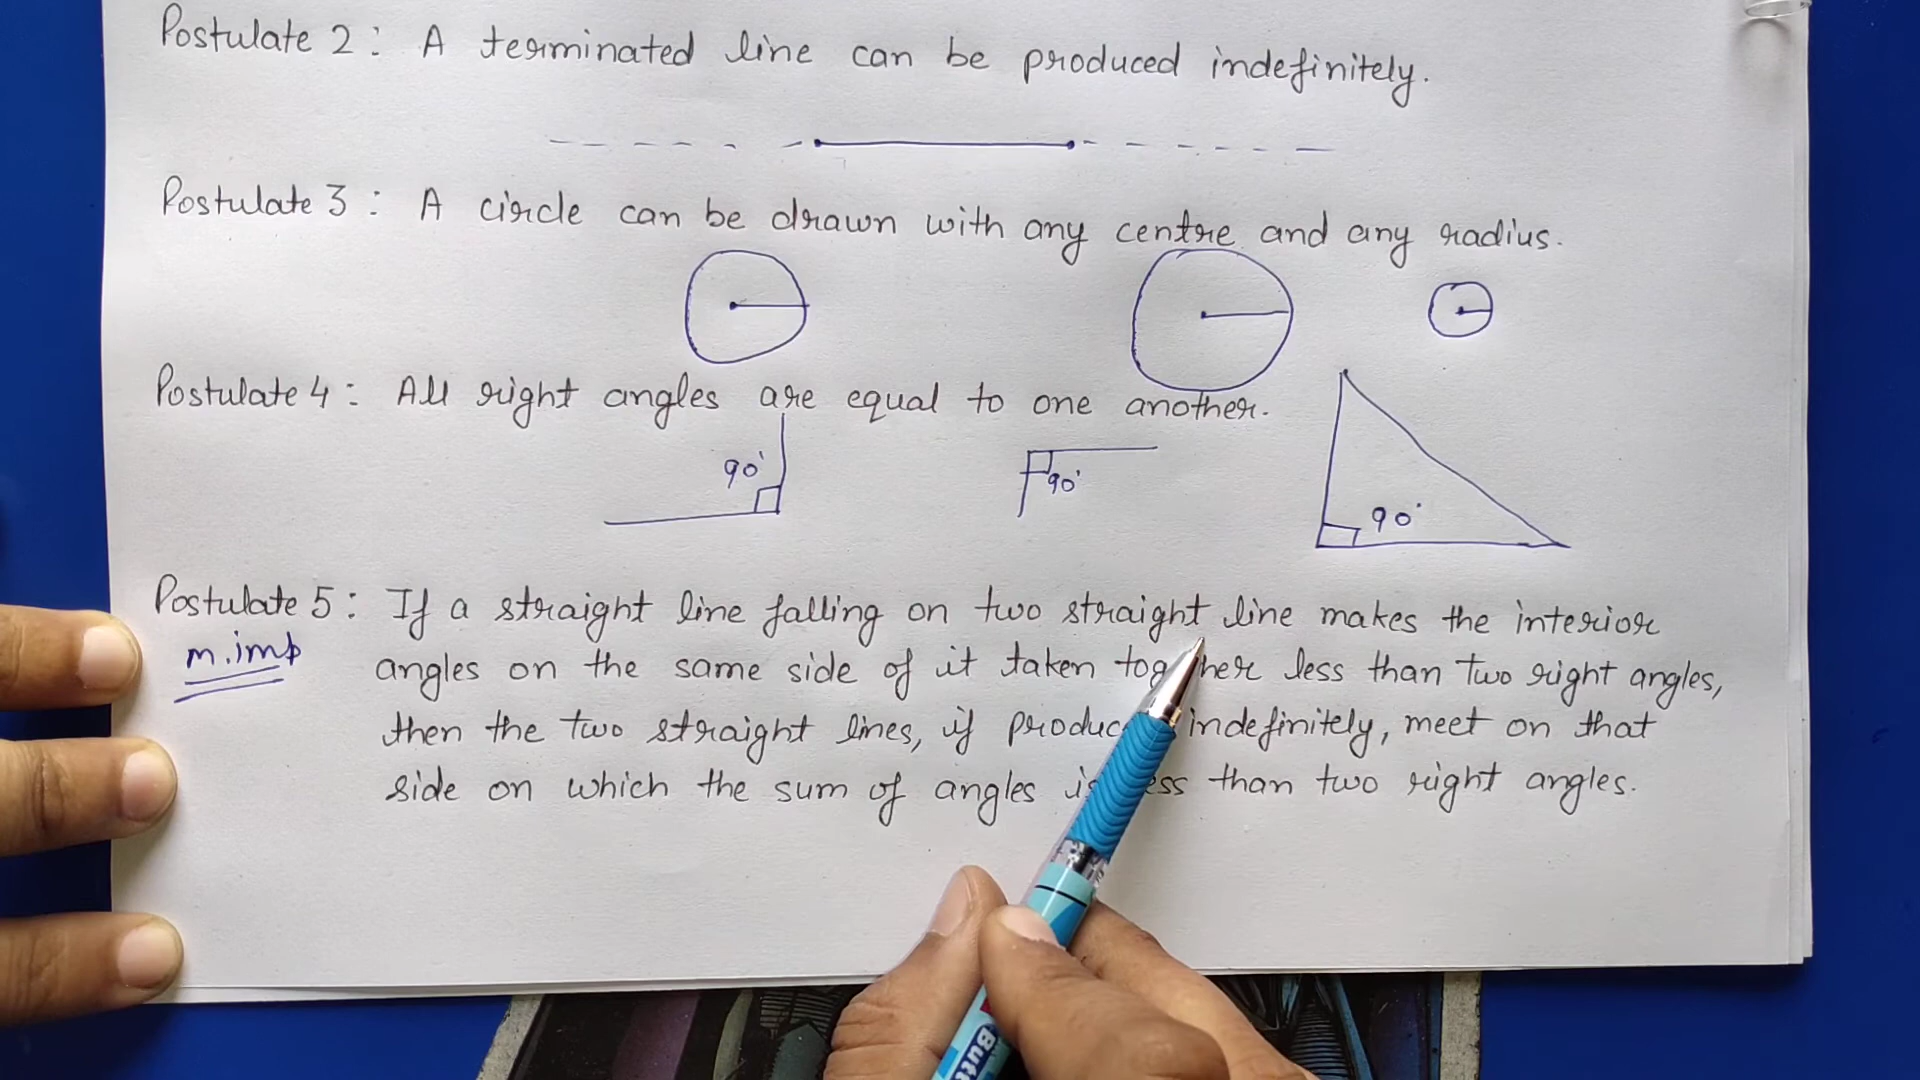 Postulate 2: A terminated line can be produced indefinitely.
Postulate 3: A circle can be drawn with any centre and any radius.
Postulate 4: All right angles are equal to one another.
90°
90°
90°
Postulate 5: If a straight line falling on two straight line makes the interior
m.imp
angles on the same side of it taken together less than two right angles,
then the two straight lines, if produced indefinitely, meet on that
side on which the sum of angles is less than two right angles.
Butt